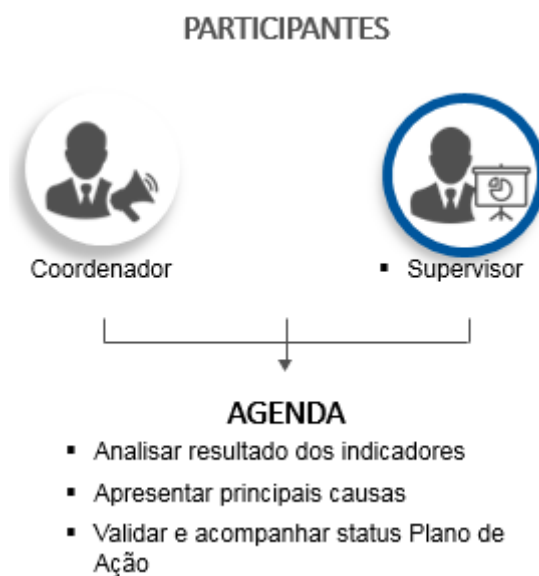 PARTICIPANTES
Coordenador
▪ Supervisor
AGENDA
▪ Analisar resultado dos indicadores
▪ Apresentar principais causas
▪ Validar e acompanhar status Plano de
Ação